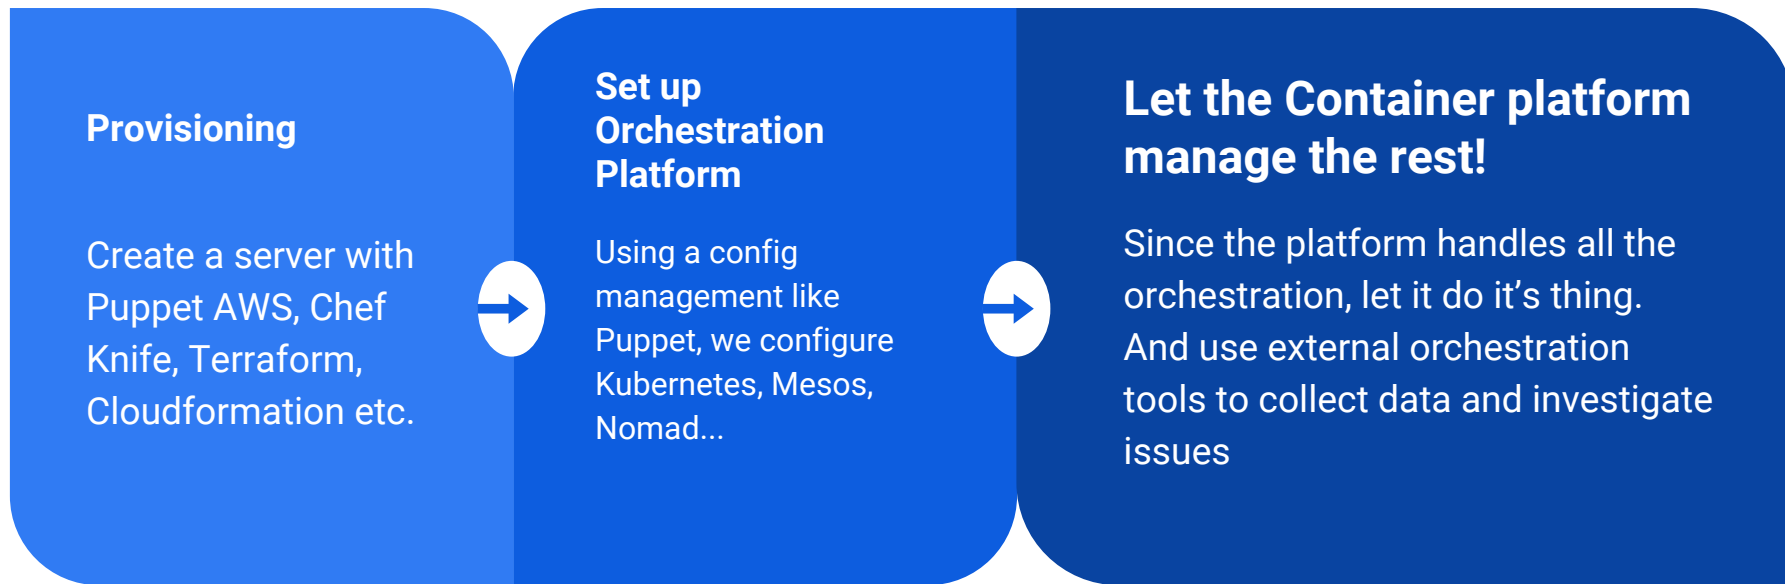 Provisioning
Create a server with
Puppet AWS, Chef
Knife, Terraform,
Cloudformation etc.
Set up
Orchestration
Platform
Using a config
management like
Puppet, we configure
Kubernetes, Mesos,
Nomad...
Let the Container platform
manage the rest!
Since the platform handles all the
orchestration, let it do it’s thing.
And use external orchestration
tools to collect data and investigate
issues